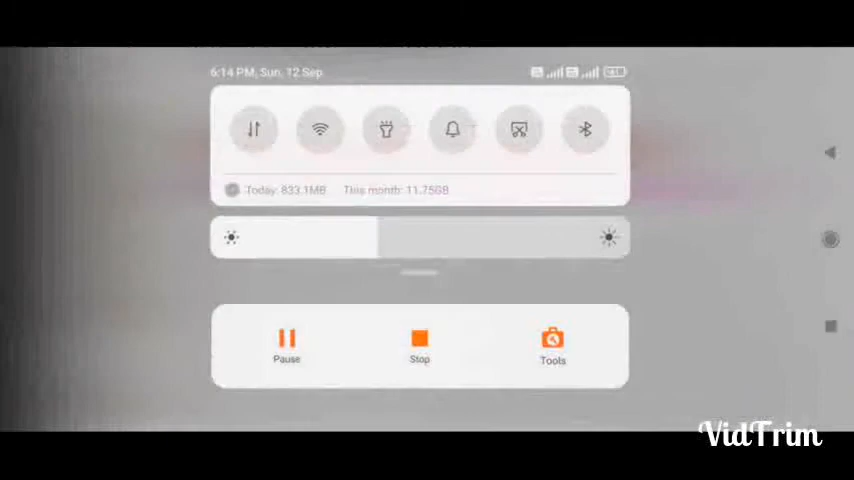 6:14 PM, Sun, 12 Sep
Today: 833.1MB This month: 11.75GB
Pause Stop Tools
VidTrim